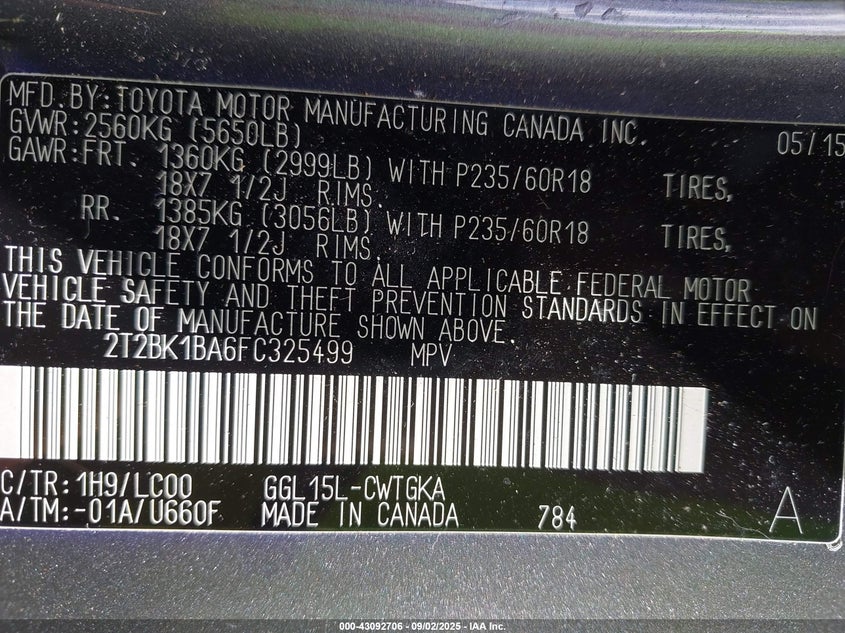 MFD.BY:TOYOTA MOTOR MANUFACTURING CANADA INC. 05/15
GVWR:2560KG (5650LB)
GAWR:FRT. 1360KG (2999LB) WITH P235/60R18 TIRES,
18X7 1/2J RIMS.
RR. 1385KG (3056LB) WITH P235/60R18 TIRES,
18X7 1/2J RIMS.
THIS VEHICLE CONFORMS TO ALL APPLICABLE FEDERAL MOTOR
VEHICLE SAFETY AND THEFT PREVENTION STANDARDS IN EFFECT ON
THE DATE OF MANUFACTURE SHOWN ABOVE.
2T2BK1BA6FC325499 MPV
C/TR:1H9/LC00 GGL15L-CWTGKA
A/TM:-01A/U660F MADE IN CANADA 784 A
000-43092706 - 09/02/2025 - IAA Inc.